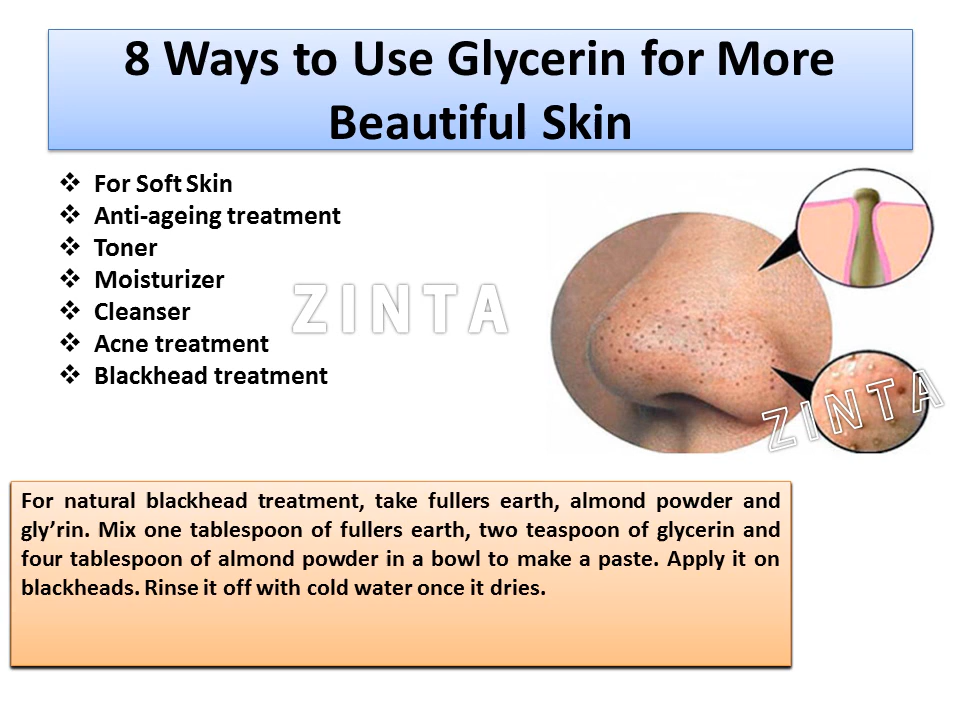 8 Ways to Use Glycerin for More
Beautiful Skin
❖ For Soft Skin
❖ Anti-ageing treatment
❖ Toner
❖ Moisturizer
❖ Cleanser
❖ Acne treatment
❖ Blackhead treatment
ZINTA
ZINTA
For natural blackhead treatment, take fullers earth, almond powder and
gly’rin. Mix one tablespoon of fullers earth, two teaspoon of glycerin and
four tablespoon of almond powder in a bowl to make a paste. Apply it on
blackheads. Rinse it off with cold water once it dries.